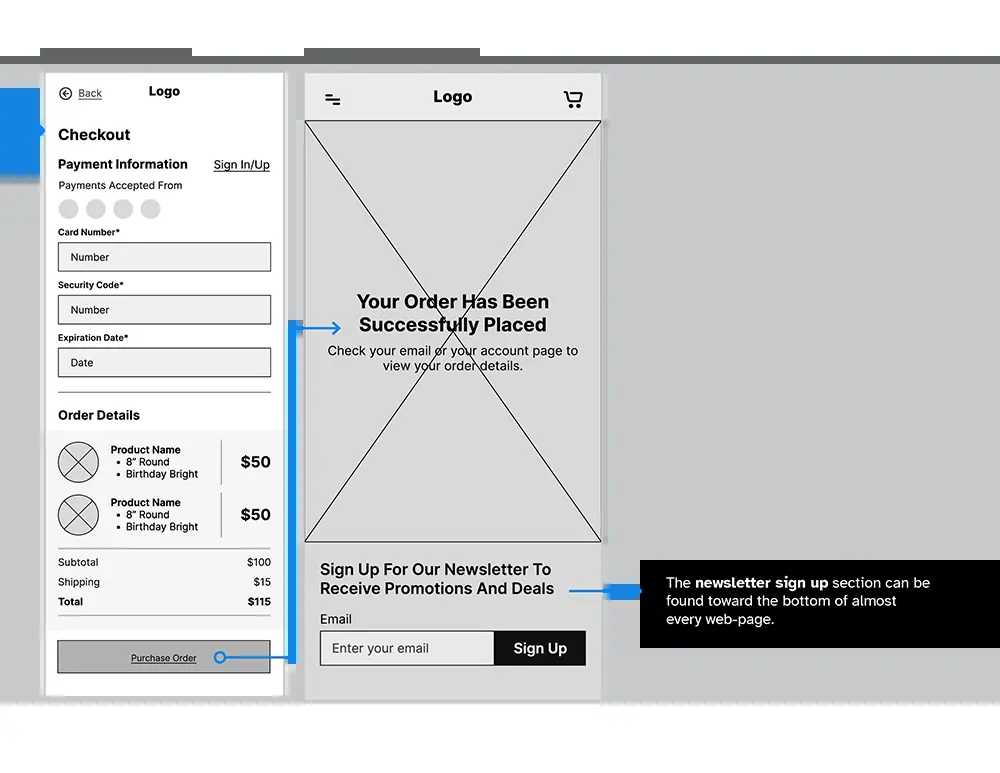 Back
Logo
Checkout
Payment Information
Sign In/Up
Payments Accepted From
Card Number*
Number
Security Code*
Number
Expiration Date*
Date
Order Details
Product Name
• 8” Round
• Birthday Bright
$50
Product Name
• 8” Round
• Birthday Bright
$50
Subtotal $100
Shipping $15
Total $115
Purchase Order
Logo
Your Order Has Been
Successfully Placed
Check your email or your account page to
view your order details.
Sign Up For Our Newsletter To
Receive Promotions And Deals
Email
Enter your email
Sign Up
The newsletter sign up section can be
found toward the bottom of almost
every web-page.